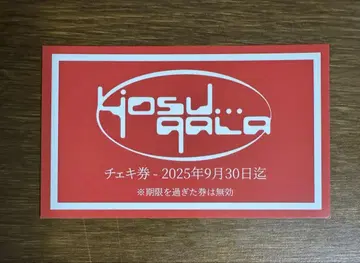 kiosu...
gala
チェキ券 - 2025年9月30日迄
※期限を過ぎた券は無効